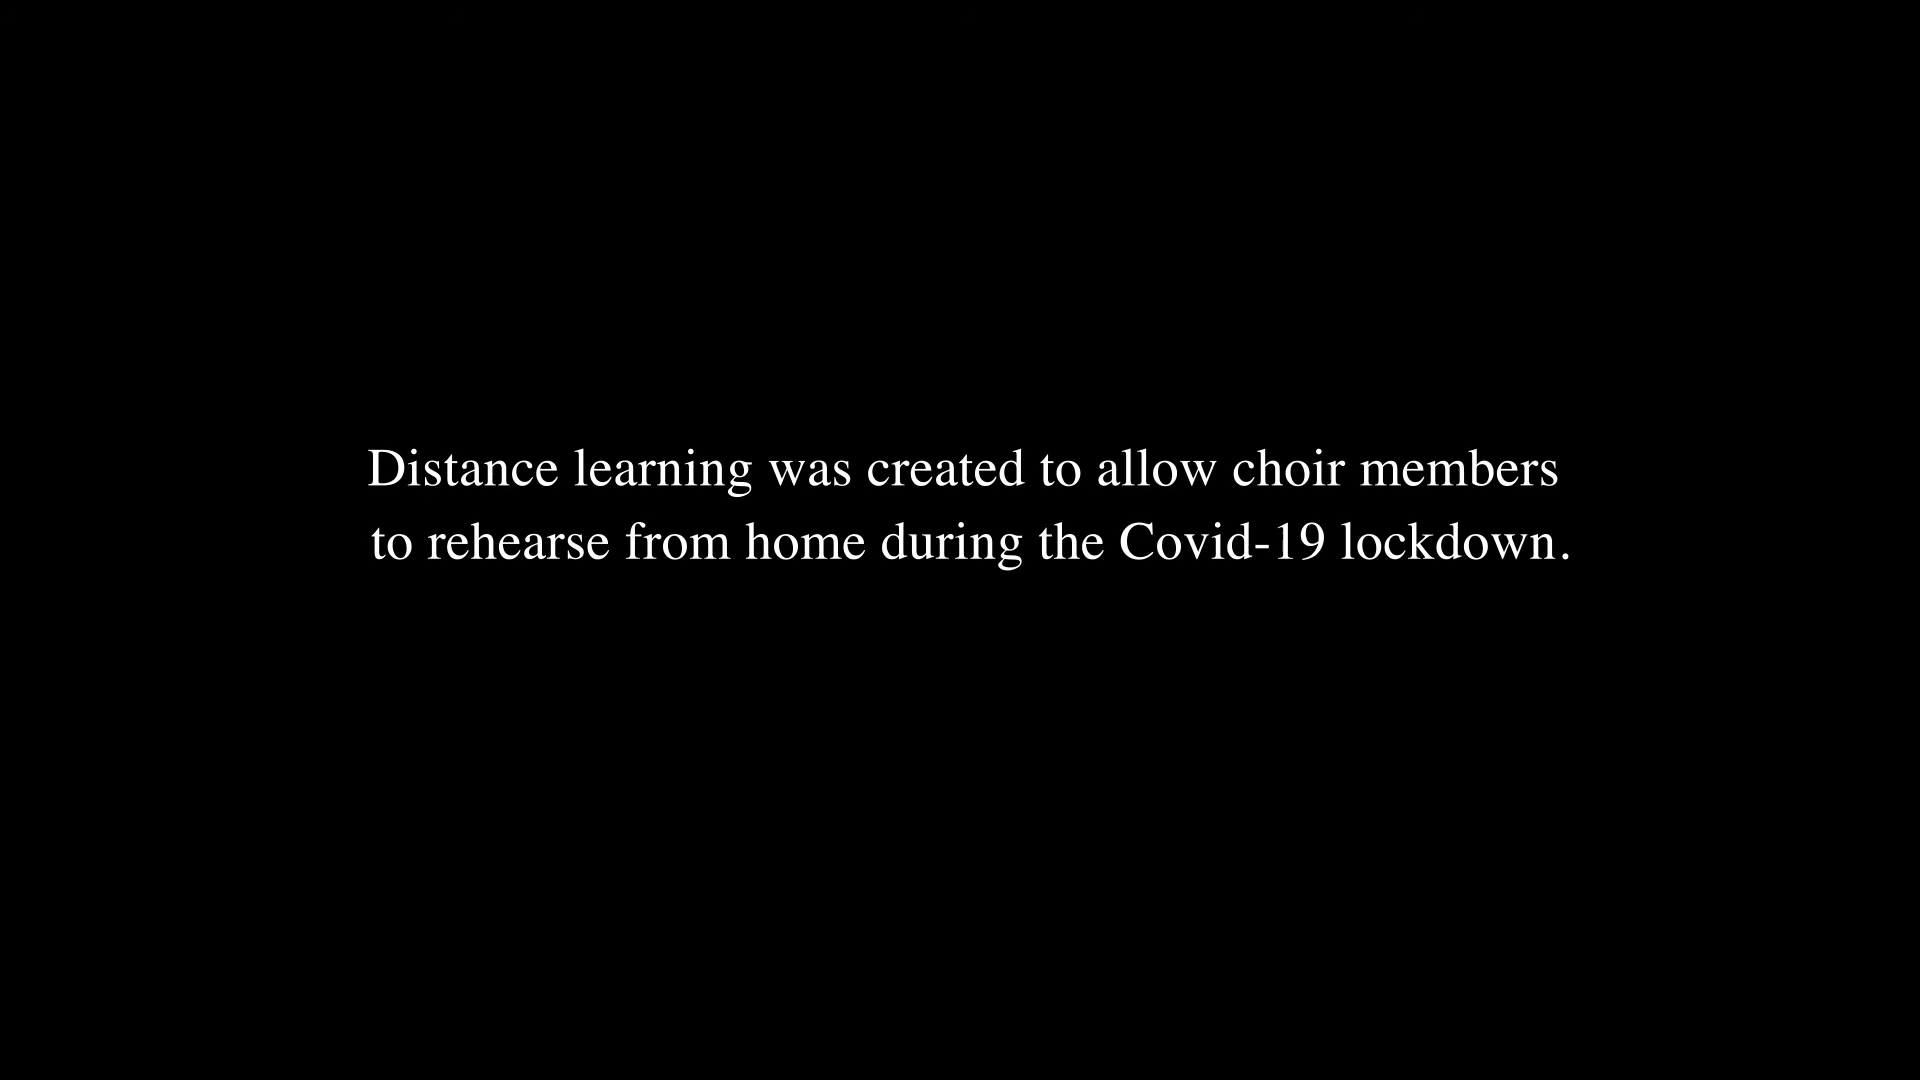 Distance learning was created to allow choir members
to rehearse from home during the Covid-19 lockdown.